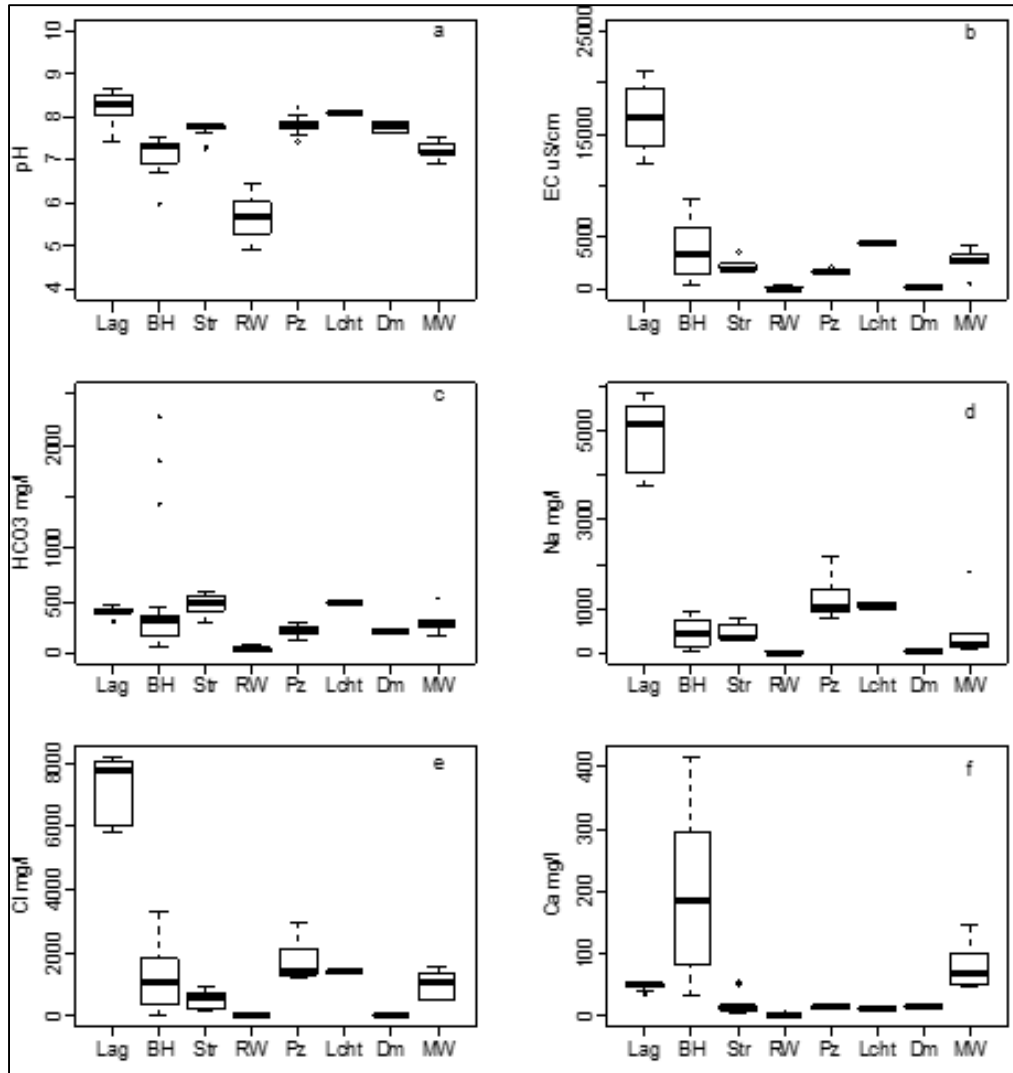 a
pH
10
9
8
7
6
5
4
Lag BH Str RW Pz Lcht Dm MW
b
EC uS/cm
25000
15000
5000
0
Lag BH Str RW Pz Lcht Dm MW
c
HCO3 mg/l
2000
1000
500
0
Lag BH Str RW Pz Lcht Dm MW
d
Na mg/l
5000
3000
1000
0
Lag BH Str RW Pz Lcht Dm MW
e
Cl mg/l
8000
6000
4000
2000
0
Lag BH Str RW Pz Lcht Dm MW
f
Ca mg/l
400
300
200
100
0
Lag BH Str RW Pz Lcht Dm MW